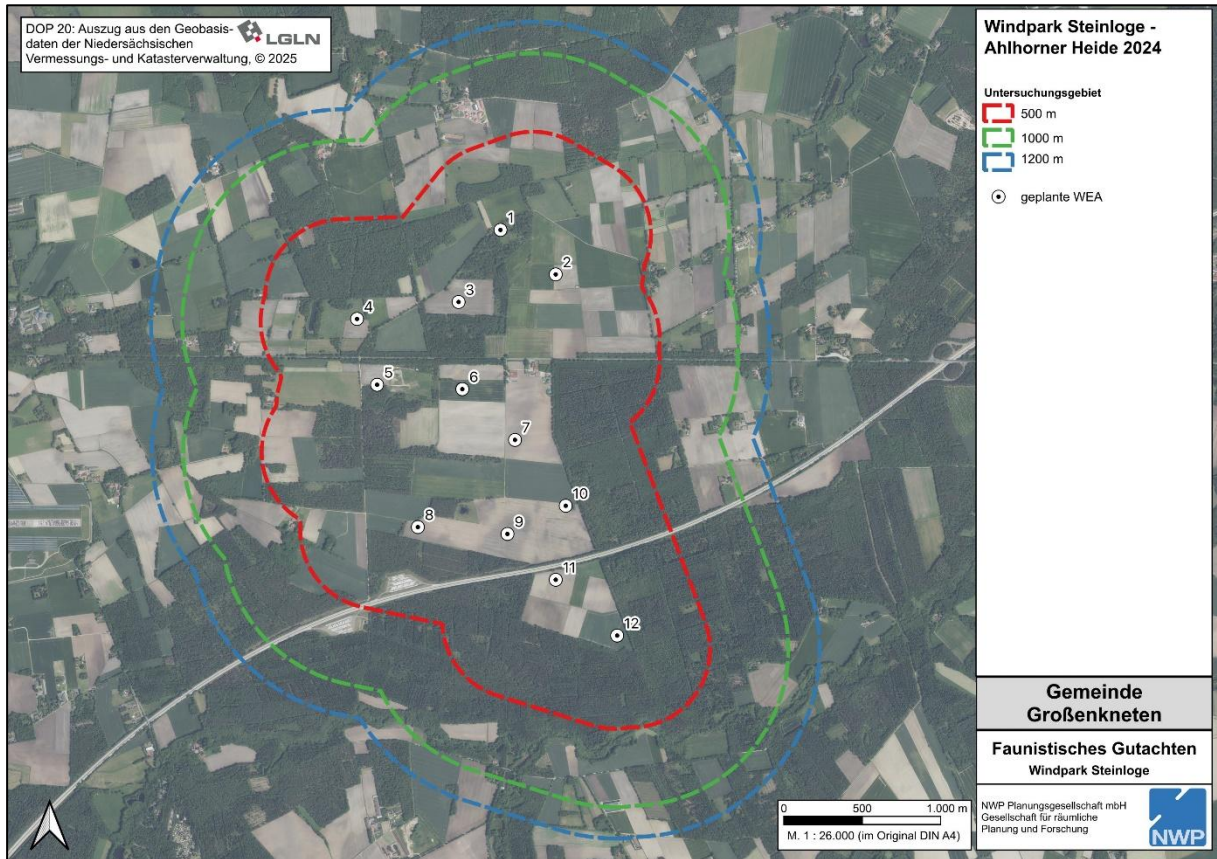 DOP 20: Auszug aus den Geobasis-
daten der Niedersächsischen
Vermessungs- und Katasterverwaltung, © 2025
LGLN
Windpark Steinloge -
Ahlhorner Heide 2024
Untersuchungsgebiet
500 m
1000 m
1200 m
geplante WEA
1
2
3
4
5
6
7
8
9
10
11
12
0 500 1.000 m
M. 1 : 26.000 (im Original DIN A4)
Gemeinde
Großenkneten
Faunistisches Gutachten
Windpark Steinloge
NWP Planungsgesellschaft mbH
Gesellschaft für räumliche
Planung und Forschung
NWP